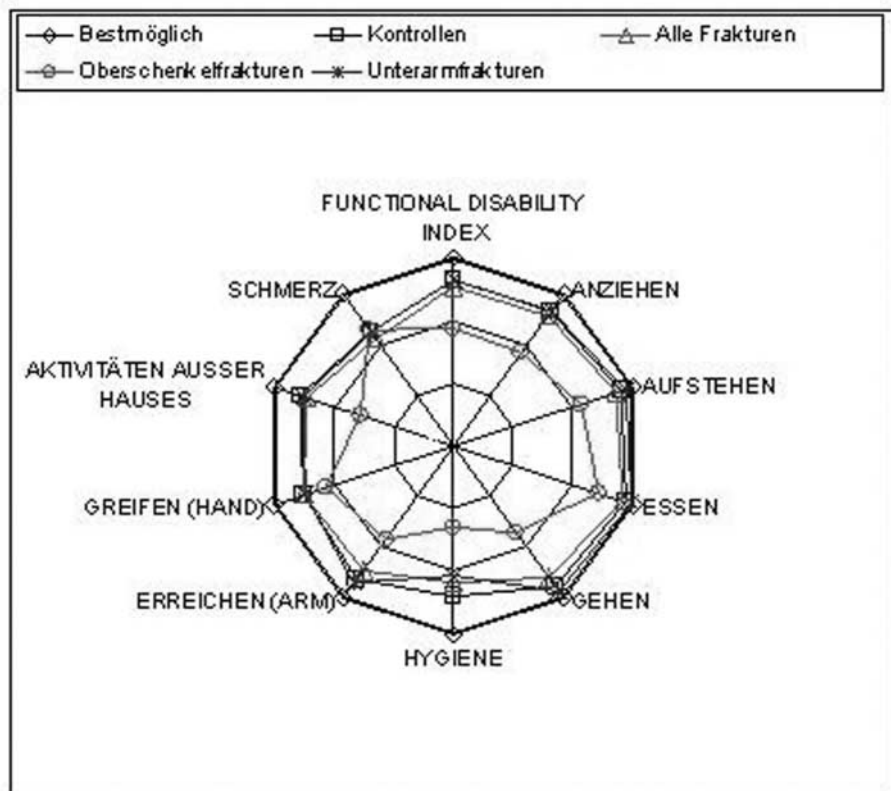 Bestmöglich
Kontrollen
Alle Frakturen
Oberschenkelfrakturen
Unterarmfrakturen
FUNCTIONAL DISABILITY
INDEX
SCHMERZ
ANZIEHEN
AKTIVITÄTEN AUSSER
HAUSES
AUFSTEHEN
GREIFEN (HAND)
ESSEN
ERREICHEN (ARM)
GEHEN
HYGIENE